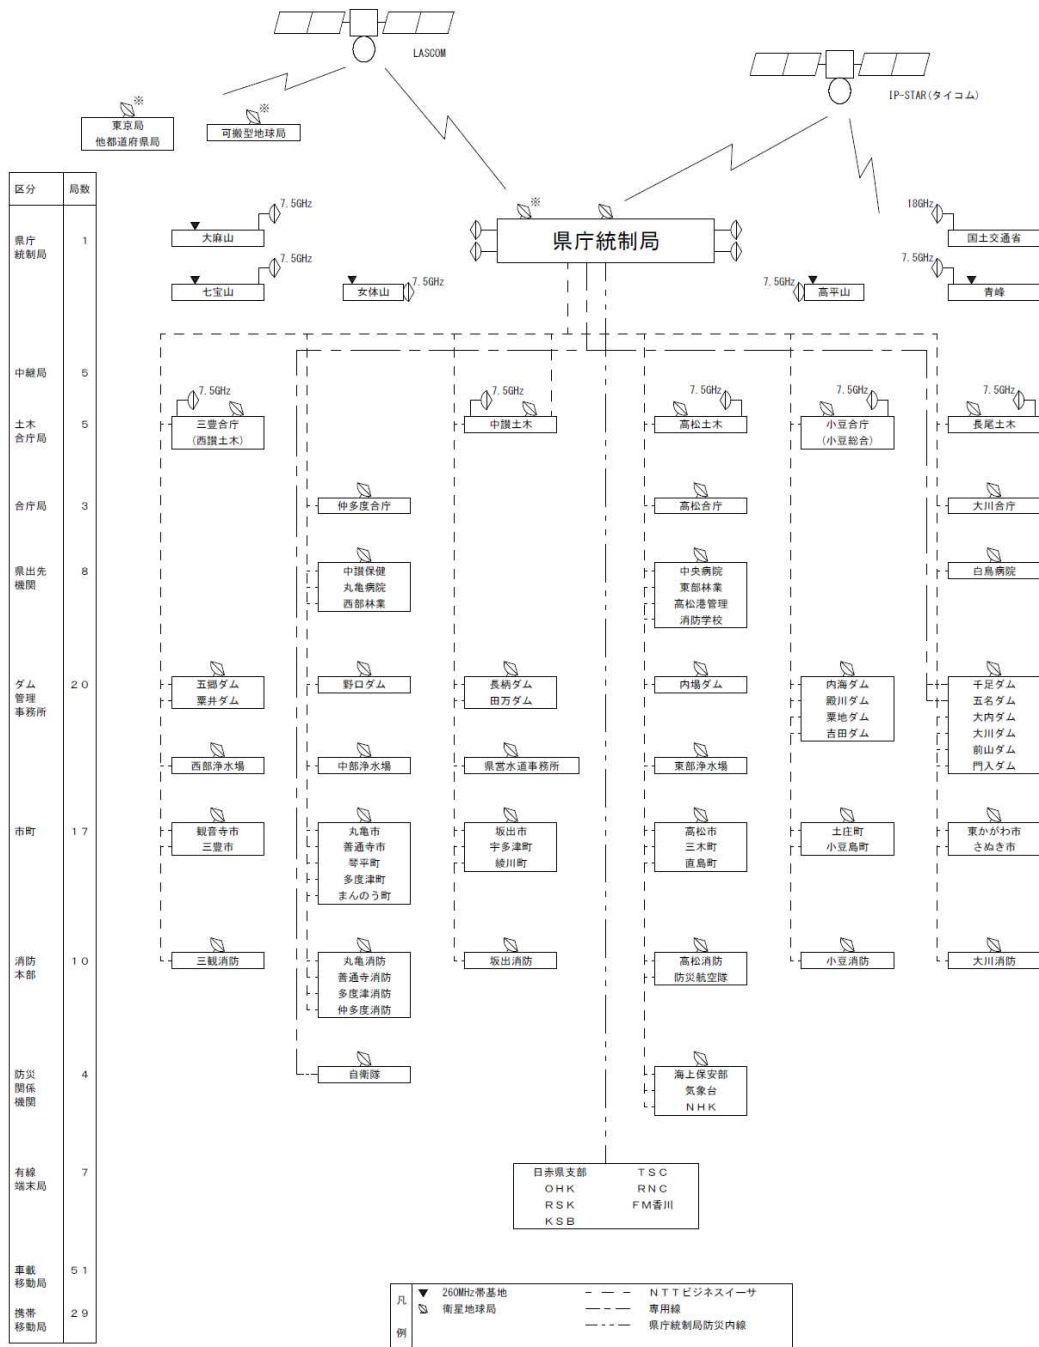 LASCOM
IP-STAR(タイコム)
※
東京局
他都道府県局
※
可搬型地球局
区分 局数
県庁
統制局
1
中継局 5
土木
合庁局
5
合庁局 3
県出先
機関
8
ダム
管理
事務所
20
市町 17
消防
本部
10
防災
関係
機関
4
有線
端末局
7
車載
移動局
51
携帯
移動局
29
7.5GHz
大麻山
7.5GHz
七宝山
女体山
7.5GHz
※
県庁統制局
18GHz
国土交通省
7.5GHz
高平山
7.5GHz
青峰
7.5GHz
三豊合庁
(西讃土木)
7.5GHz
中讃土木
7.5GHz
高松土木
7.5GHz
小豆合庁
(小豆総合)
7.5GHz
長尾土木
仲多度合庁
高松合庁
大川合庁
中讃保健
丸亀病院
西部林業
中央病院
東部林業
高松港管理
消防学校
白鳥病院
五郷ダム
粟井ダム
野口ダム
長柄ダム
田万ダム
内場ダム
内海ダム
殿川ダム
粟地ダム
吉田ダム
千足ダム
五名ダム
大内ダム
大川ダム
前山ダム
門入ダム
西部浄水場
中部浄水場
県営水道事務所
東部浄水場
観音寺市
三豊市
丸亀市
善通寺市
琴平町
多度津町
まんのう町
坂出市
宇多津町
綾川町
高松市
三木町
直島町
土庄町
小豆島町
東かがわ市
さぬき市
三観消防
丸亀消防
善通寺消防
多度津消防
仲多度消防
坂出消防
高松消防
防災航空隊
小豆消防
大川消防
自衛隊
海上保安部
気象台
NHK
日赤県支部 TSC
OHK RNC
RSK FM香川
KSB
凡
例
260MHz帯基地
衛星地球局
NTTビジネスイーサ
専用線
県庁統制局防災内線